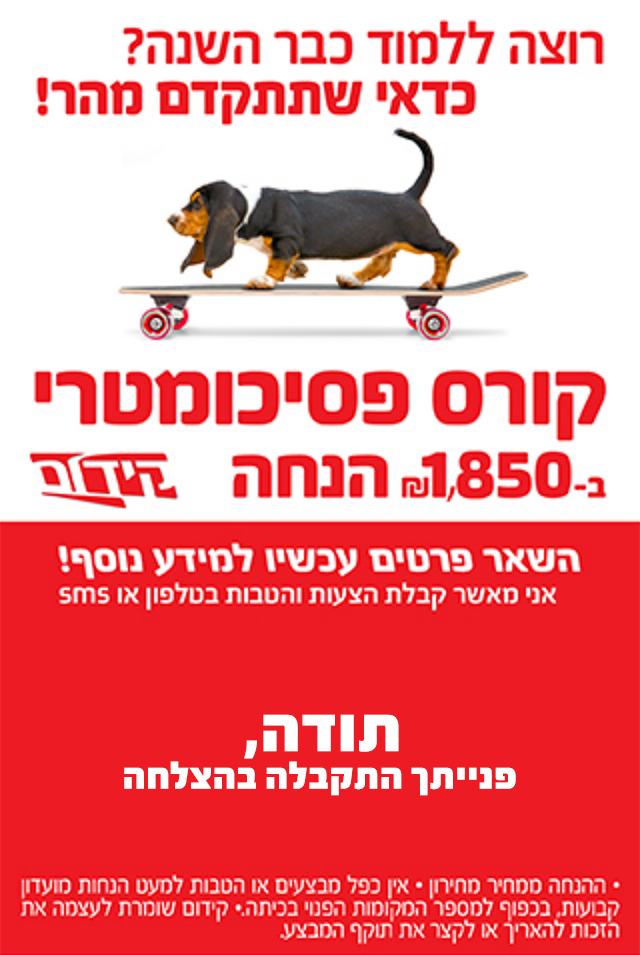 רוצה ללמוד כבר השנה?
כדאי שתתקדם מהר!
קורס פסיכומטרי
ב-1,850₪ הנחה
קידום
השאר פרטים עכשיו למידע נוסף!
אני מאשר קבלת הצעות והטבות בטלפון או sms
תודה,
פנייתך התקבלה בהצלחה
• ההנחה ממחיר מחירון • אין כפל מבצעים או הטבות למעט הנחות מועדון
קבועות, בכפוף למספר המקומות הפנוי בכיתה.• קידום שומרת לעצמה את
הזכות להאריך או לקצר את תוקף המבצע.